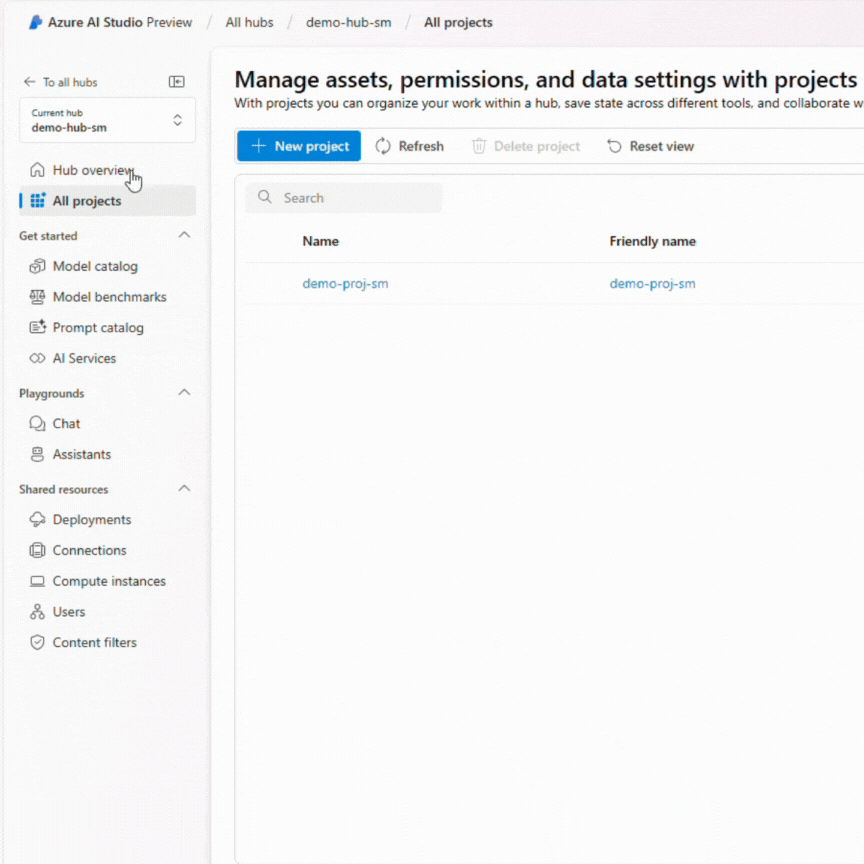 Azure AI Studio Preview / All hubs / demo-hub-sm / All projects
To all hubs
Current hub
demo-hub-sm
Hub overview
All projects
Get started
Model catalog
Model benchmarks
Prompt catalog
AI Services
Playgrounds
Chat
Assistants
Shared resources
Deployments
Connections
Compute instances
Users
Content filters
Manage assets, permissions, and data settings with projects
With projects you can organize your work within a hub, save state across different tools, and collaborate
New project Refresh Delete project Reset view
Search
Name Friendly name
demo-proj-sm demo-proj-sm